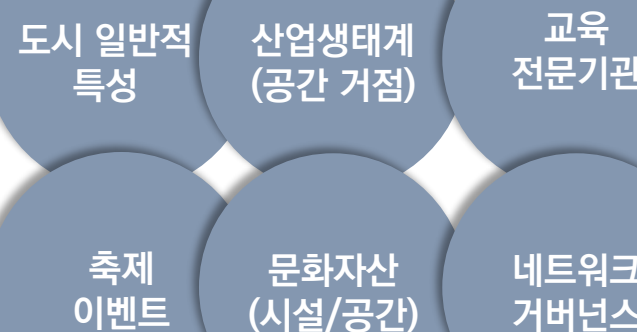 도시 일반적
특성
산업생태계
(공간 거점)
교육
전문기관
축제
이벤트
문화자산
(시설/공간)
네트워크
거버넌스